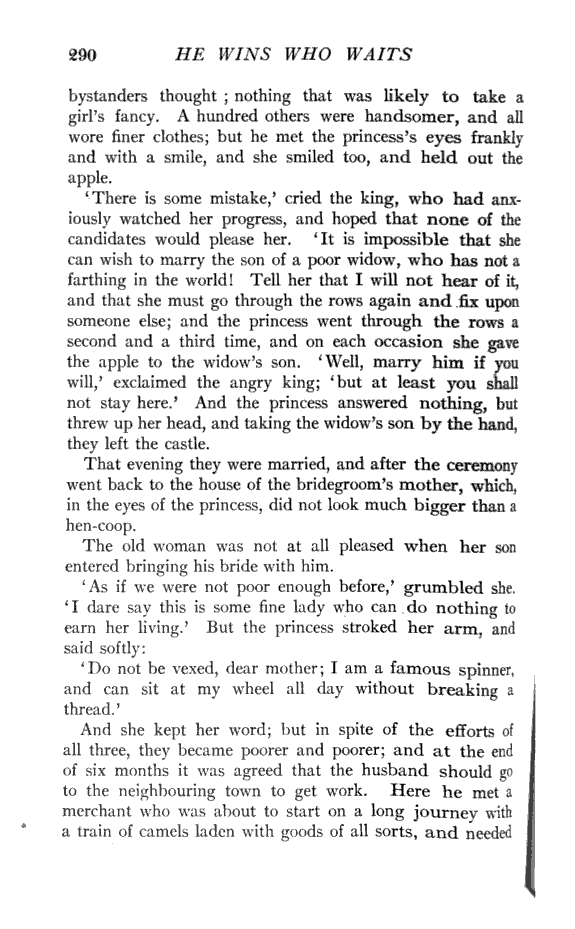 290 HE WINS WHO WAITS
bystanders thought ; nothing that was likely to take a
girl's fancy. A hundred others were handsomer, and all
wore finer clothes; but he met the princess's eyes frankly
and with a smile, and she smiled too, and held out the
apple.
'There is some mistake,' cried the king, who had anx-
iously watched her progress, and hoped that none of the
candidates would please her. 'It is impossible that she
can wish to marry the son of a poor widow, who has not a
farthing in the world! Tell her that I will not hear of it,
and that she must go through the rows again and fix upon
someone else; and the princess went through the rows a
second and a third time, and on each occasion she gave
the apple to the widow's son. 'Well, marry him if you
will,' exclaimed the angry king; 'but at least you shall
not stay here.' And the princess answered nothing, but
threw up her head, and taking the widow's son by the hand,
they left the castle.
That evening they were married, and after the ceremony
went back to the house of the bridegroom's mother, which,
in the eyes of the princess, did not look much bigger than a
hen-coop.
The old woman was not at all pleased when her son
entered bringing his bride with him.
'As if we were not poor enough before,' grumbled she.
'I dare say this is some fine lady who can do nothing to
earn her living.' But the princess stroked her arm, and
said softly:
'Do not be vexed, dear mother; I am a famous spinner,
and can sit at my wheel all day without breaking a
thread.'
And she kept her word; but in spite of the efforts of
all three, they became poorer and poorer; and at the end
of six months it was agreed that the husband should go
to the neighbouring town to get work. Here he met a
merchant who was about to start on a long journey with
a train of camels laden with goods of all sorts, and needed